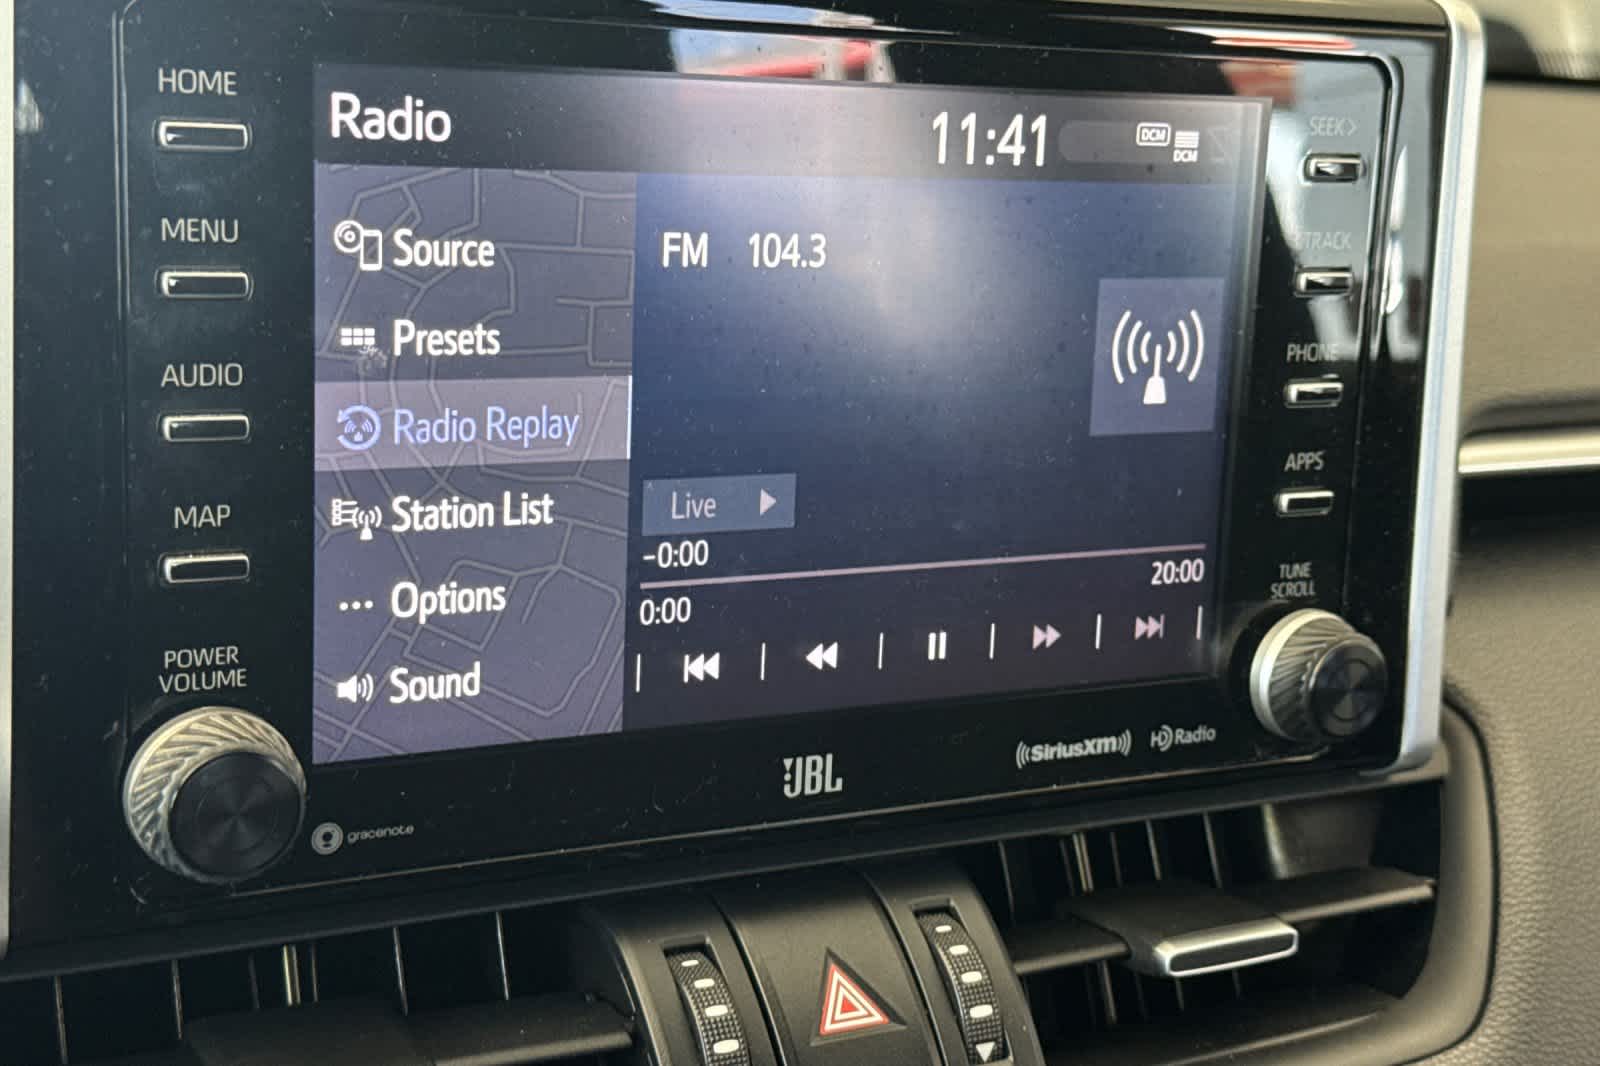 HOME
MENU
AUDIO
MAP
POWER
VOLUME
Radio
11:41
DCM
DCM
Source
Presets
Radio Replay
Station List
Options
Sound
FM 104.3
Live
-0:00
20:00
0:00
SEEK>
TRACK
PHONE
APPS
TUNE
SCROLL
gracenote
JBL
SiriusXM
HD Radio